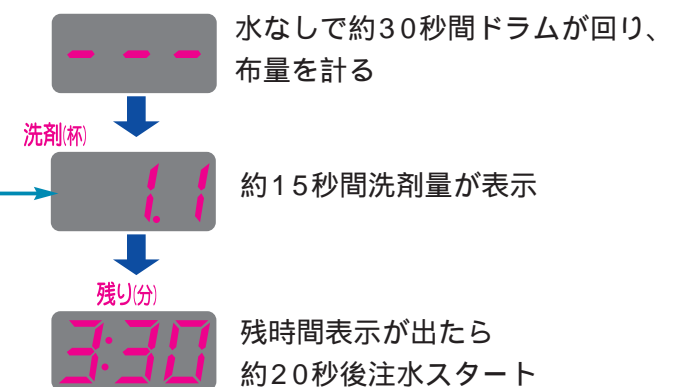 - - -
水なしで約30秒間ドラムが回り、
布量を計る
洗剤(杯)
1.1
約15秒間洗剤量が表示
残り(分)
3:30
残時間表示が出たら
約20秒後注水スタート